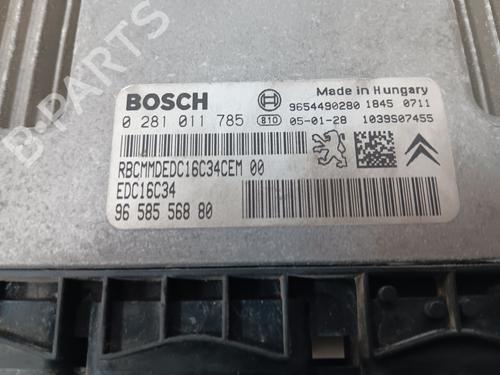 BOSCH
Made in Hungary
9654490280 1845 0711
0 281 011 785 810 05-01-28 1039S07455
RBCMMDEDC16C34CEM 00
EDC16C34
96 585 568 80
B-PARTS